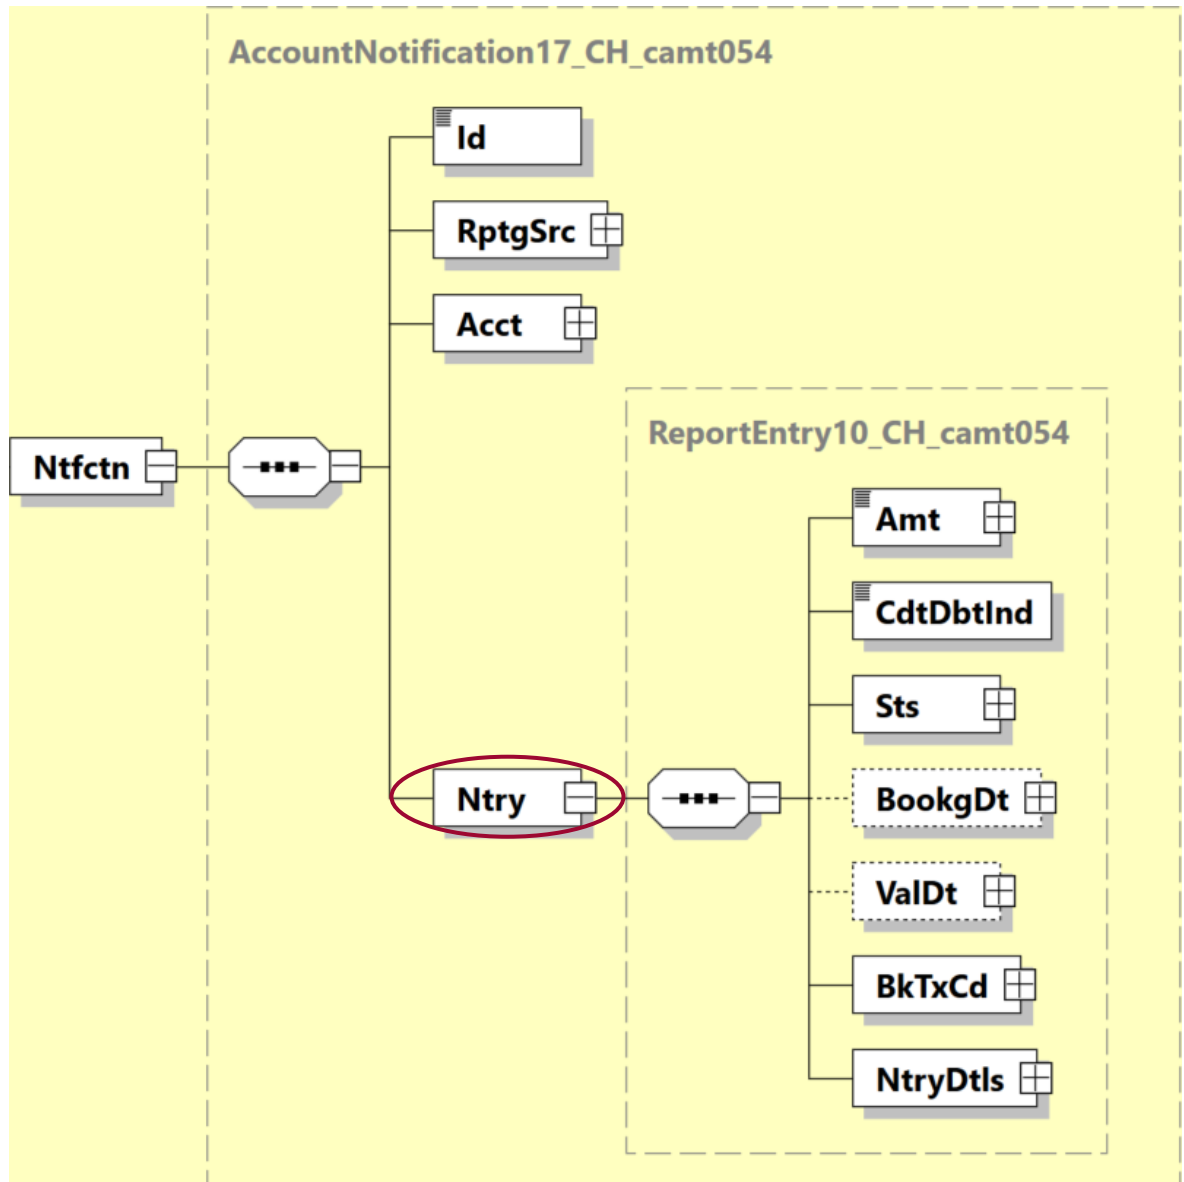 AccountNotification17_CH_camt054
Id
RptgSrc
Acct
Ntfctn
ReportEntry10_CH_camt054
Amt
CdtDbtInd
Sts
Ntry
BookgDt
ValDt
BkTxCd
NtryDtls